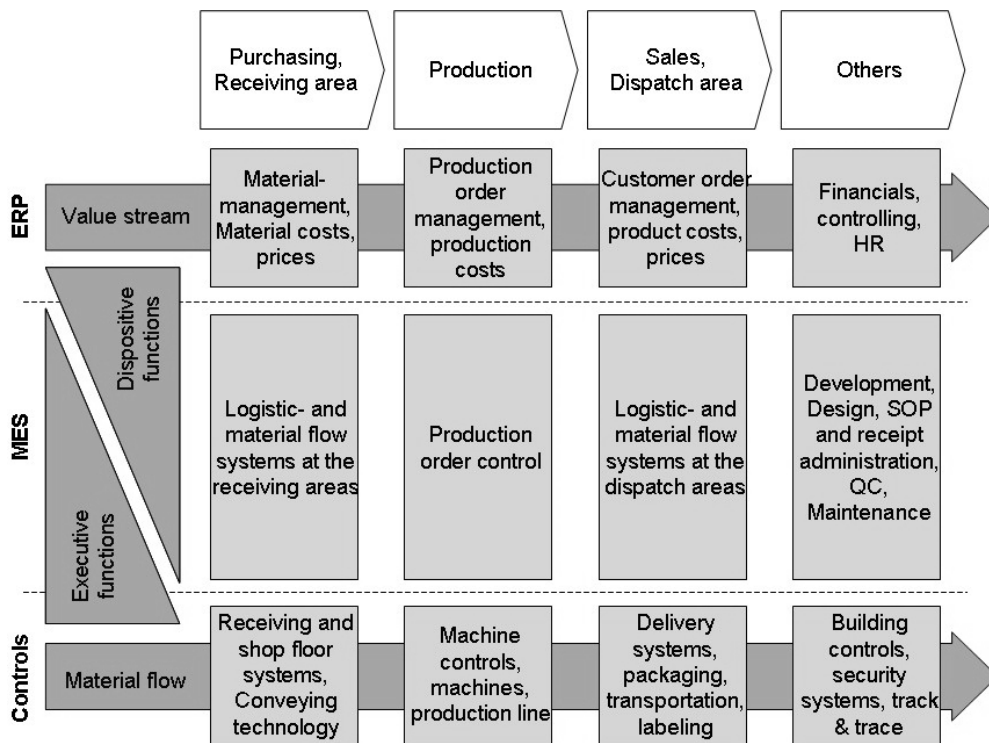 Purchasing,
Receiving area
Production
Sales,
Dispatch area
Others
ERP
Value stream
Material-
management,
Material costs,
prices
Production
order
management,
production
costs
Customer order
management,
product costs,
prices
Financials,
controlling,
HR
Dispositive
functions
Executive
functions
MES
Logistic- and
material flow
systems at the
receiving areas
Production
order control
Logistic- and
material flow
systems at the
dispatch areas
Development,
Design, SOP
and receipt
administration,
QC,
Maintenance
Controls
Material flow
Receiving and
shop floor
systems,
Conveying
technology
Machine
controls,
machines,
production line
Delivery
systems,
packaging,
transportation,
labeling
Building
controls,
security
systems, track
& trace